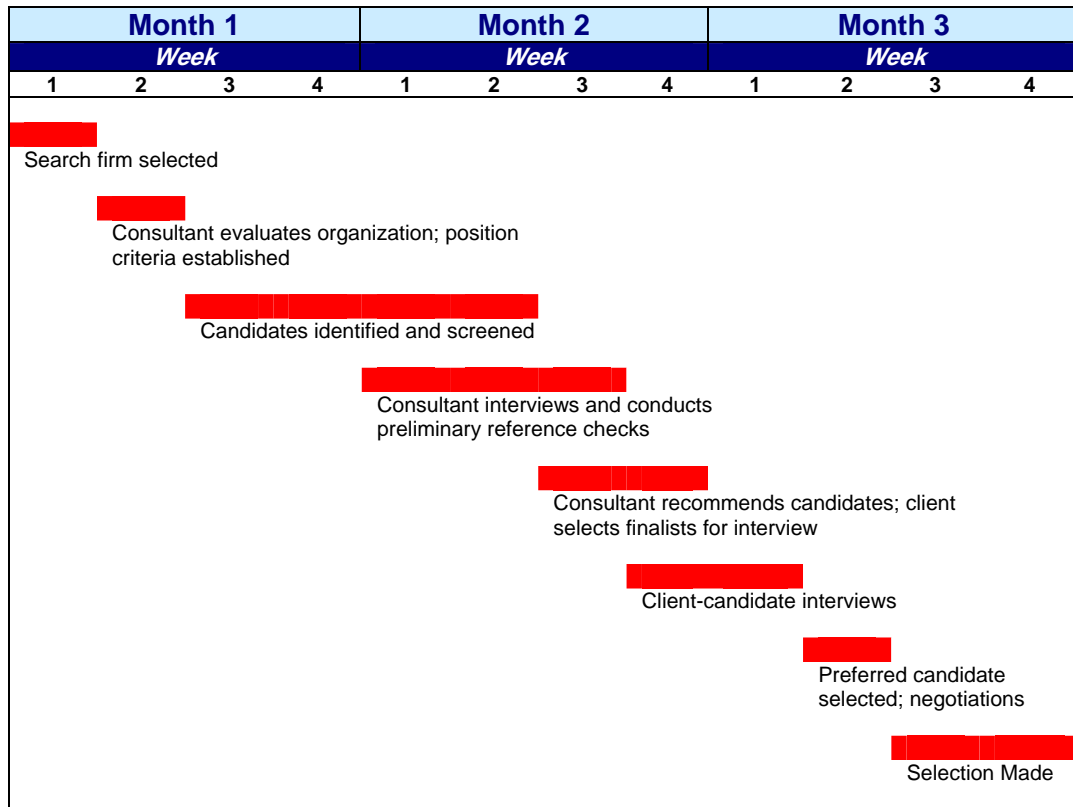 Month 1 Month 2 Month 3
Week Week Week
1 2 3 4 1 2 3 4 1 2 3 4
Search firm selected
Consultant evaluates organization; position
criteria established
Candidates identified and screened
Consultant interviews and conducts
preliminary reference checks
Consultant recommends candidates; client
selects finalists for interview
Client-candidate interviews
Preferred candidate
selected; negotiations
Selection Made